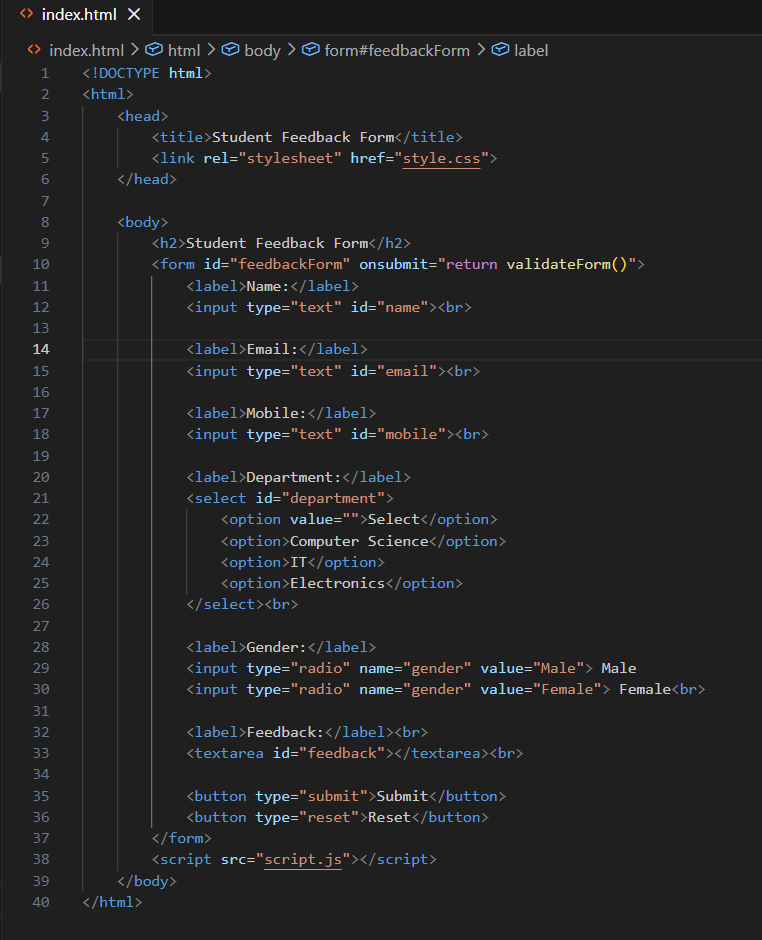 <> index.html ×
<> index.html > html > body > form#feedbackForm > label
1 <!DOCTYPE html>
2 <html>
3     <head>
4         <title>Student Feedback Form</title>
5         <link rel="stylesheet" href="style.css">
6     </head>
7
8     <body>
9         <h2>Student Feedback Form</h2>
10         <form id="feedbackForm" onsubmit="return validateForm()">
11             <label>Name:</label>
12             <input type="text" id="name"><br>
13
14             <label>Email:</label>
15             <input type="text" id="email"><br>
16
17             <label>Mobile:</label>
18             <input type="text" id="mobile"><br>
19
20             <label>Department:</label>
21             <select id="department">
22                 <option value="">Select</option>
23                 <option>Computer Science</option>
24                 <option>IT</option>
25                 <option>Electronics</option>
26             </select><br>
27
28             <label>Gender:</label>
29             <input type="radio" name="gender" value="Male"> Male
30             <input type="radio" name="gender" value="Female"> Female<br>
31
32             <label>Feedback:</label><br>
33             <textarea id="feedback"></textarea><br>
34
35             <button type="submit">Submit</button>
36             <button type="reset">Reset</button>
37         </form>
38         <script src="script.js"></script>
39     </body>
40 </html>